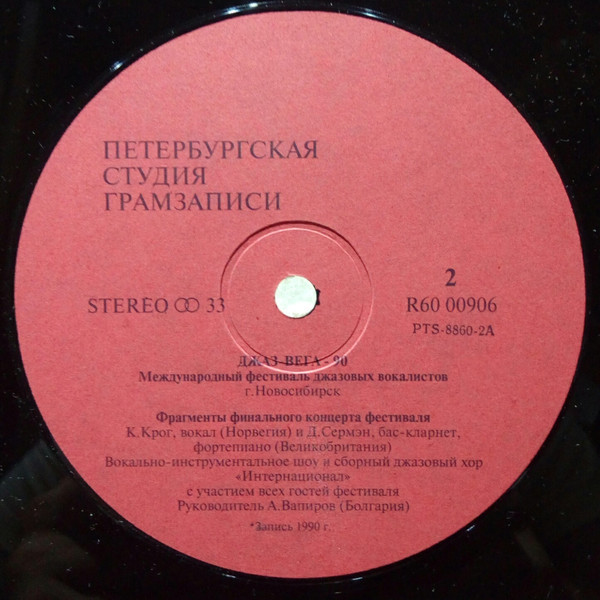 ПЕТЕРБУРГСКАЯ
СТУДИЯ
ГРАМЗАПИСИ
2
STEREO 33
R60 00906
PTS-8860-2A
ДЖАЗ-ВЕГА - 90
Международный фестиваль джазовых вокалистов
г.Новосибирск
Фрагменты финального концерта фестиваля
К.Крог, вокал (Норвегия) и Д.Сермэн, бас-кларнет,
фортепиано (Великобритания)
Вокально-инструментальное шоу и сборный джазовый хор
«Интернационал»
с участием всех гостей фестиваля
Руководитель А.Вапиров (Болгария)
*Запись 1990 г.